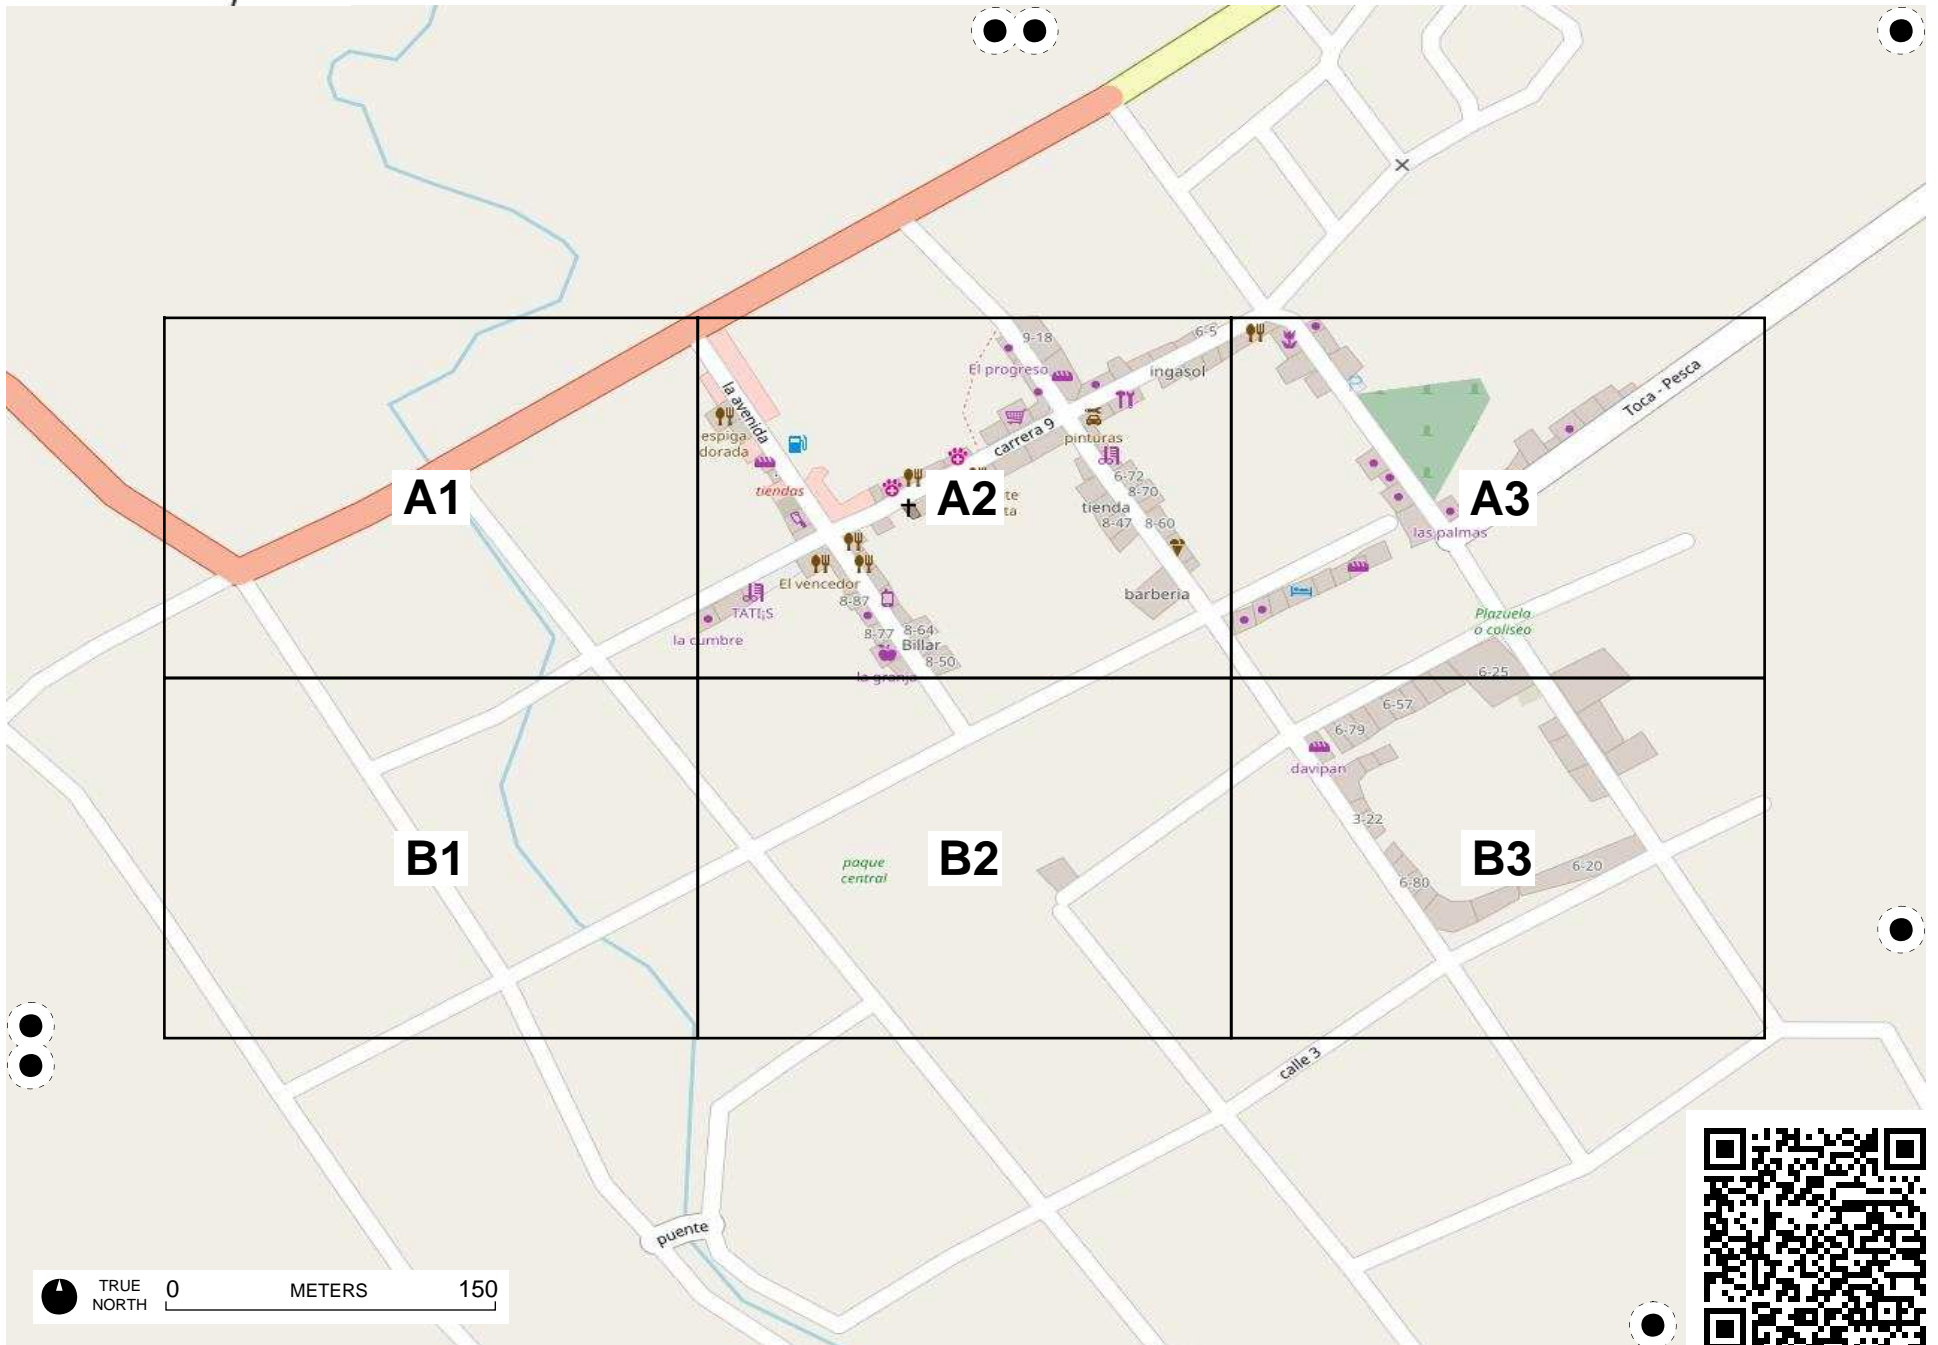 9-18
6-5
El progreso
ingasol
Toca - Pesca
la avenida
espiga
dorada
carrera 9
pinturas
tiendas
A1
A2
A3
6-72
8-70
tienda
8-47
8-60
las palmas
El vencedor
8-87
TATI¡S
barberia
Plazuela
o coliseo
la cumbre
8-77
8-64
Billar
8-50
la granja
6-25
6-57
6-79
davipan
3-22
paque
central
B1
B2
B3
6-20
6-80
calle 3
puente
TRUE
NORTH
0
METERS
150